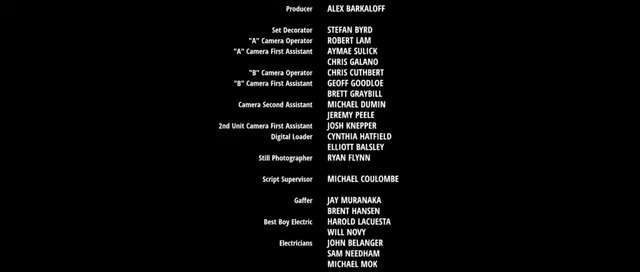 Producer ALEX BARKALOFF
Set Decorator STEFAN BYRD
"A" Camera Operator ROBERT LAM
"A" Camera First Assistant AYMAE SULICK
CHRIS GALANO
"B" Camera Operator CHRIS CUTHBERT
"B" Camera First Assistant GEOFF GOODLOE
BRETT GRAYBILL
Camera Second Assistant MICHAEL DUMIN
JEREMY PEELE
2nd Unit Camera First Assistant JOSH KNEPPER
Digital Loader CYNTHIA HATFIELD
ELLIOTT BALSLEY
Still Photographer RYAN FLYNN
Script Supervisor MICHAEL COULOMBE
Gaffer JAY MURANAKA
BRENT HANSEN
Best Boy Electric HAROLD LACUESTA
WILL NOVY
Electricians JOHN BELANGER
SAM NEEDHAM
MICHAEL MOK